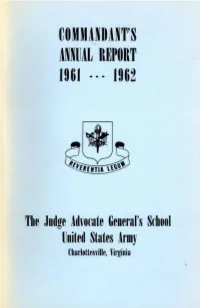 COMMANDANT'S
ANNUAL REPORT
1961 --- 1962
REVERENTIA LEGUM
The Judge Advocate General's School
United States Army
Charlottesville, Virginia